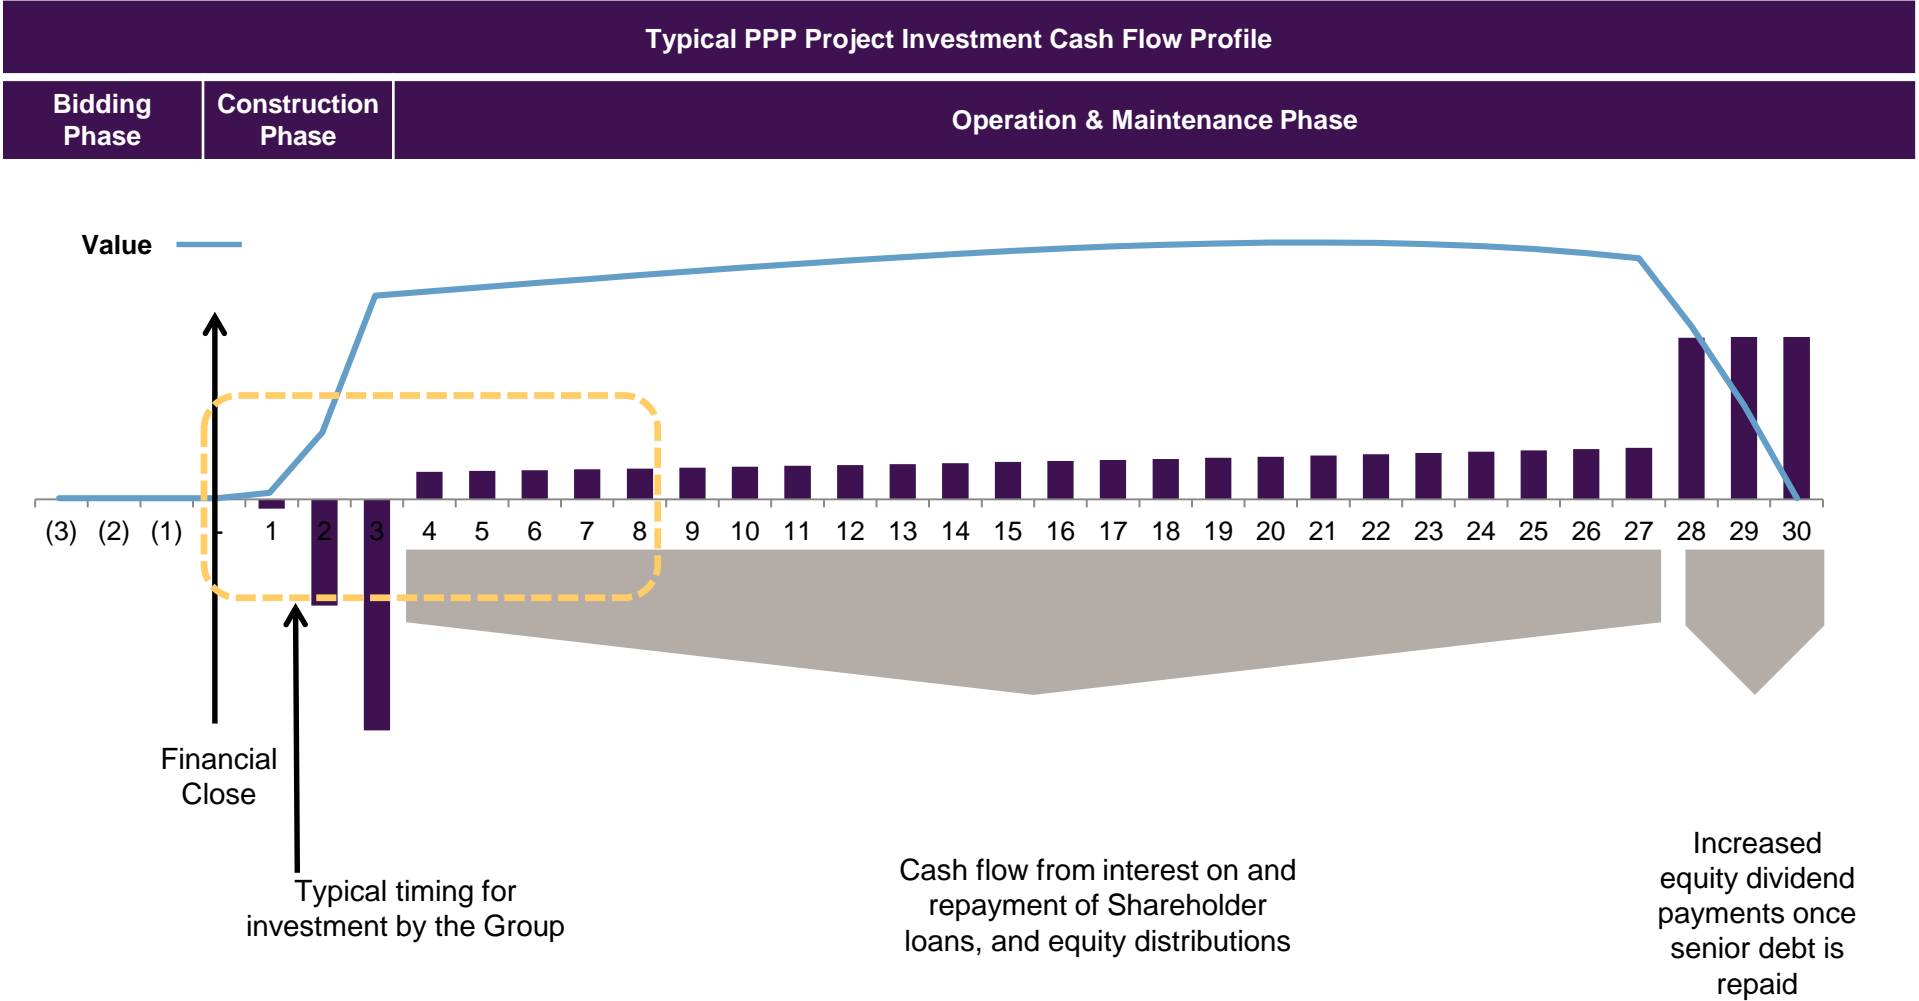 Typical PPP Project Investment Cash Flow Profile
Bidding
Phase
Construction
Phase
Operation & Maintenance Phase
Value
(3) (2) (1) - 1 2 3 4 5 6 7 8 9 10 11 12 13 14 15 16 17 18 19 20 21 22 23 24 25 26 27 28 29 30
Financial
Close
Typical timing for
investment by the Group
Cash flow from interest on and
repayment of Shareholder
loans, and equity distributions
Increased
equity dividend
payments once
senior debt is
repaid